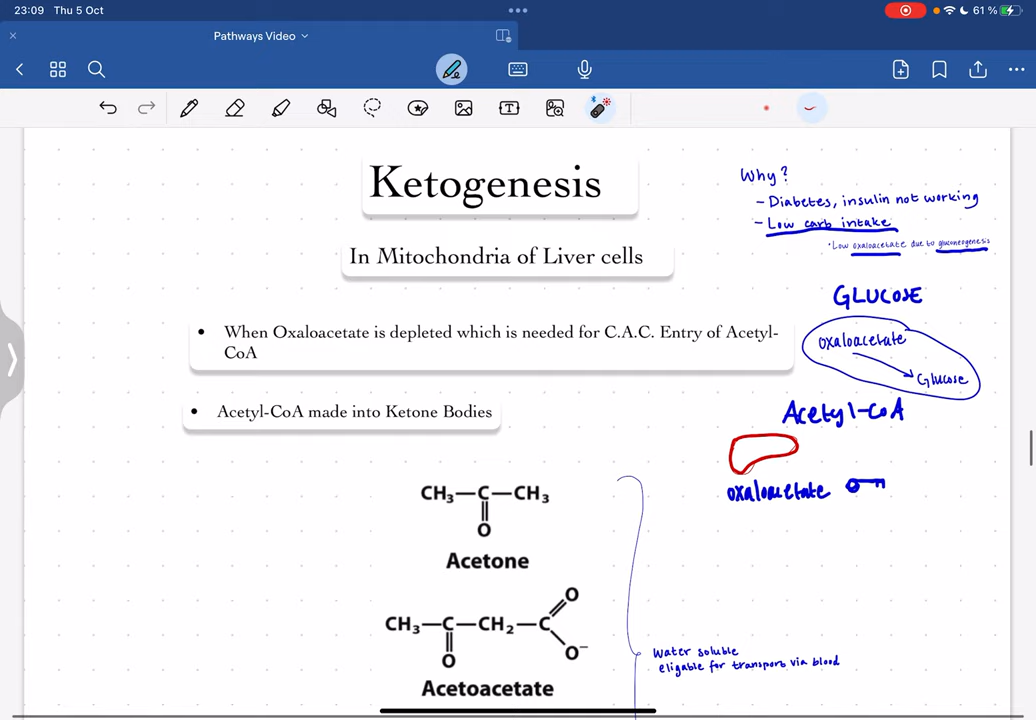 23:09 Thu 5 Oct
61 %
Pathways Video
Ketogenesis
In Mitochondria of Liver cells
• When Oxaloacetate is depleted which is needed for C.A.C. Entry of Acetyl-
CoA
• Acetyl-CoA made into Ketone Bodies
CH3—C—CH3
O
Acetone
O
CH3—C—CH2—C
O O−
Acetoacetate
Why?
- Diabetes, insulin not working
- Low carb intake
*Low oxaloacetate due to gluconeogenesis
GLUCOSE
Oxaloacetate
Glucose
Acetyl-CoA
oxaloacetate
Water soluble
eligable for transport via blood